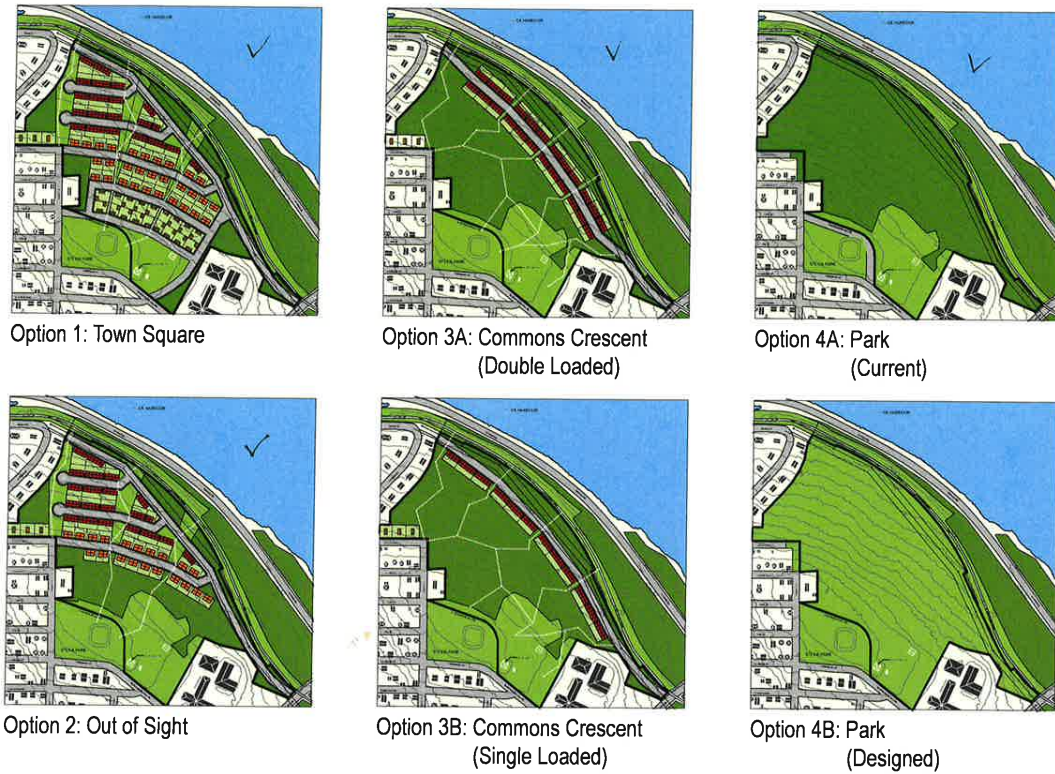 Option 1: Town Square
Option 3A: Commons Crescent
(Double Loaded)
Option 4A: Park
(Current)
Option 2: Out of Sight
Option 3B: Commons Crescent
(Single Loaded)
Option 4B: Park
(Designed)